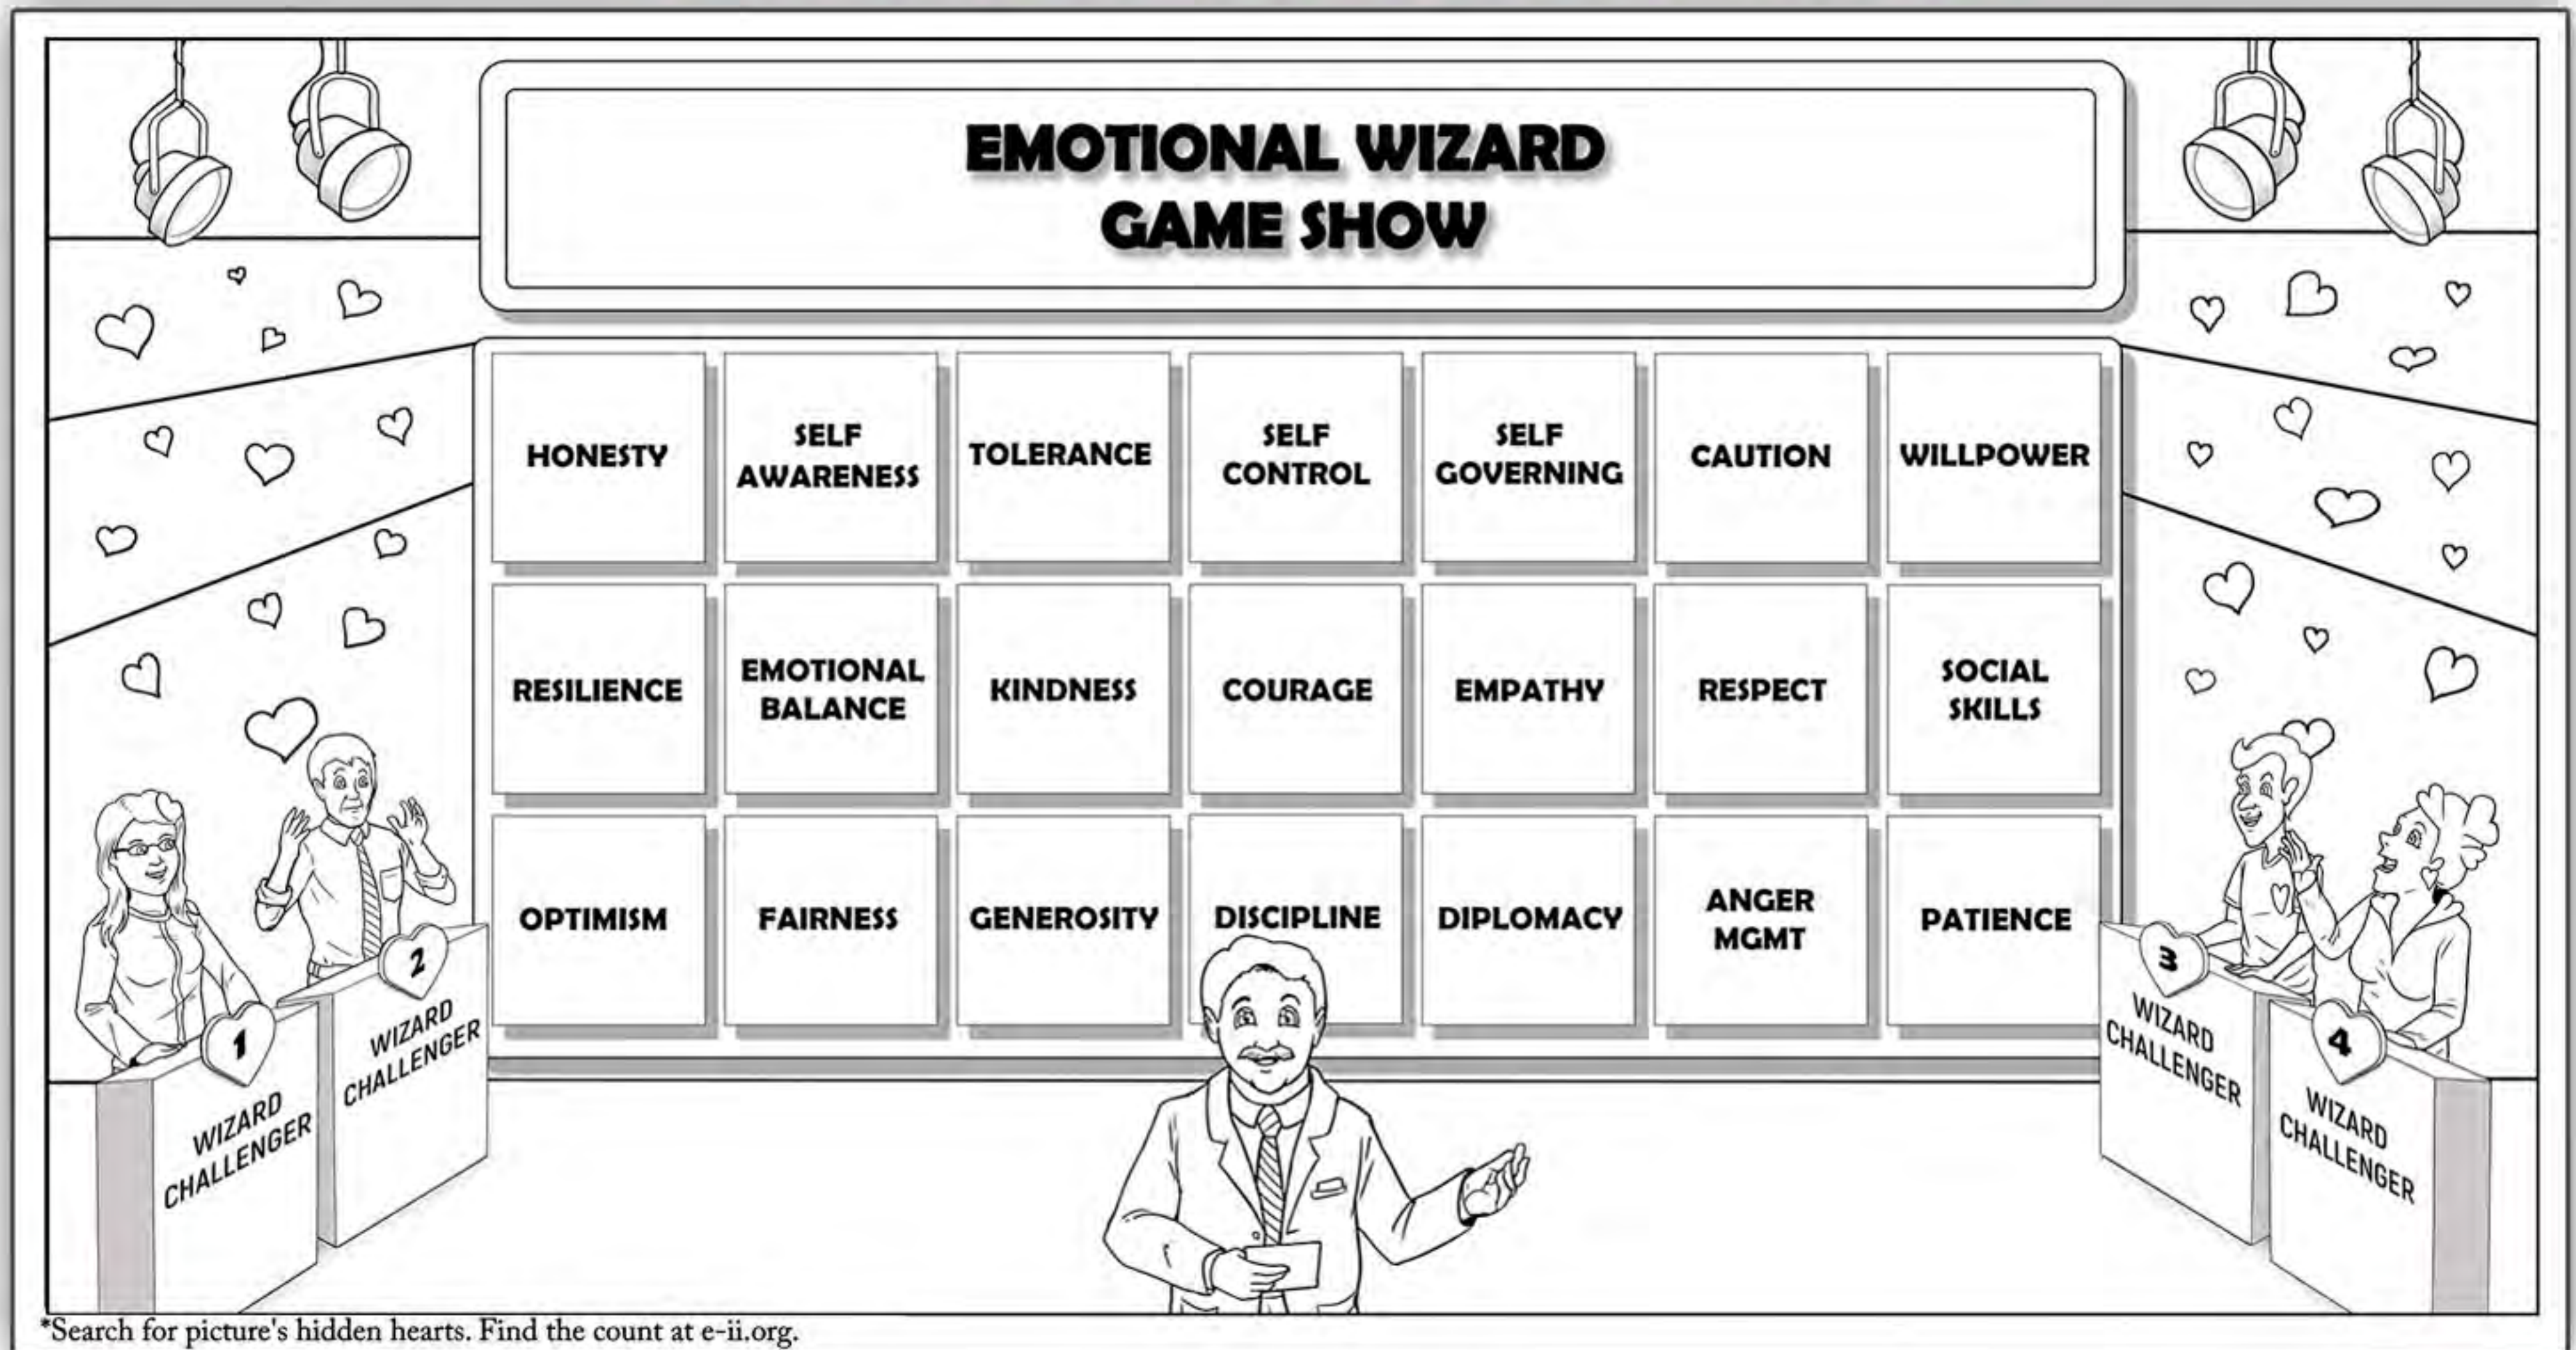 EMOTIONAL WIZARD
GAME SHOW
HONESTY
SELF
AWARENESS
TOLERANCE
SELF
CONTROL
SELF
GOVERNING
CAUTION
WILLPOWER
RESILIENCE
EMOTIONAL
BALANCE
KINDNESS
COURAGE
EMPATHY
RESPECT
SOCIAL
SKILLS
OPTIMISM
FAIRNESS
GENEROSITY
DISCIPLINE
DIPLOMACY
ANGER
MGMT
PATIENCE
1
WIZARD
CHALLENGER
2
WIZARD
CHALLENGER
3
WIZARD
CHALLENGER
4
WIZARD
CHALLENGER
*Search for picture's hidden hearts. Find the count at e-ii.org.